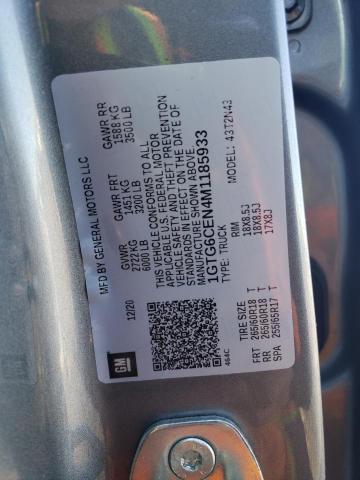 MFD BY GENERAL MOTORS LLC
12/20 GVWR GAWR FRT GAWR RR
2722 KG 1451 KG 1588 KG
6000 LB 3200 LB 3500 LB
THIS VEHICLE CONFORMS TO ALL
APPLICABLE U.S. FEDERAL MOTOR
VEHICLE SAFETY AND THEFT PREVENTION
STANDARDS IN EFFECT ON THE DATE OF
MANUFACTURE SHOWN ABOVE.
1GTG6CEN4M1185933
TYPE: TRUCK MODEL: 43T2N43
GM
464C
TIRE SIZE RIM
FRT 265/60R18 T 18X8.5J
RR 265/60R18 T 18X8.5J
SPA 255/65R17 T 17X8J